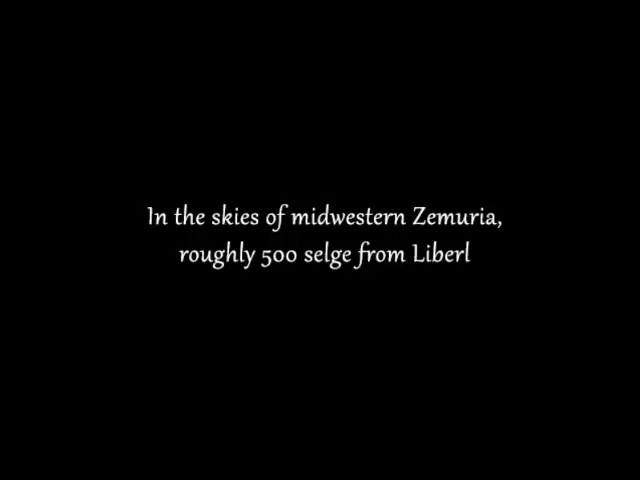 In the skies of midwestern Zemuria,
roughly 500 selge from Liberl